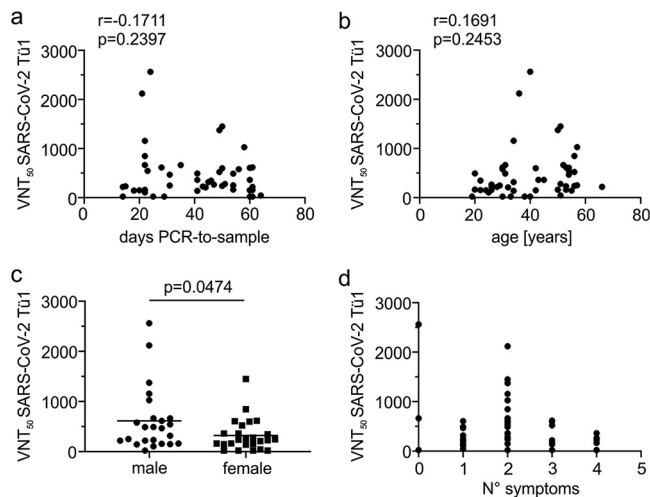 a
r=-0.1711
p=0.2397
VNT₅₀ SARS-CoV-2 Tü1
3000
2000
1000
0
0 20 40 60 80
days PCR-to-sample
b
r=0.1691
p=0.2453
VNT₅₀ SARS-CoV-2 Tü1
3000
2000
1000
0
0 20 40 60 80
age [years]
c
p=0.0474
VNT₅₀ SARS-CoV-2 Tü1
3000
2000
1000
0
male female
d
VNT₅₀ SARS-CoV-2 Tü1
3000
2000
1000
0
0 1 2 3 4 5
N° symptoms